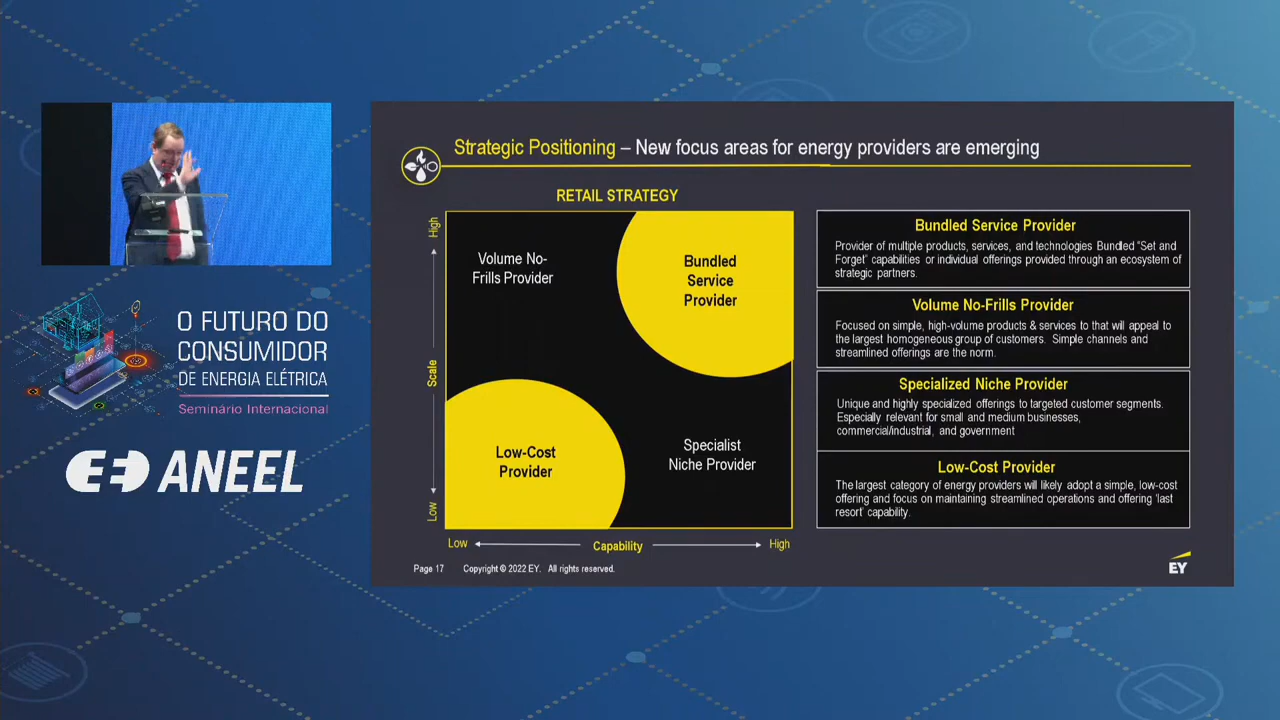 O FUTURO DO
CONSUMIDOR
DE ENERGIA ELÉTRICA
Seminário Internacional
ANEEL
Strategic Positioning – New focus areas for energy providers are emerging
RETAIL STRATEGY
High
Scale
Low
Volume No-
Frills Provider
Bundled
Service
Provider
Low-Cost
Provider
Specialist
Niche Provider
Low
Capability
High
Bundled Service Provider
Provider of multiple products, services, and technologies Bundled “Set and
Forget” capabilities or individual offerings provided through an ecosystem of
strategic partners.
Volume No-Frills Provider
Focused on simple, high-volume products & services to that will appeal to
the largest homogeneous group of customers. Simple channels and
streamlined offerings are the norm.
Specialized Niche Provider
Unique and highly specialized offerings to targeted customer segments.
Especially relevant for small and medium businesses,
commercial/industrial, and government
Low-Cost Provider
The largest category of energy providers will likely adopt a simple, low-cost
offering and focus on maintaining streamlined operations and offering ‘last
resort’ capability.
Page 17 Copyright © 2022 EY. All rights reserved.
EY